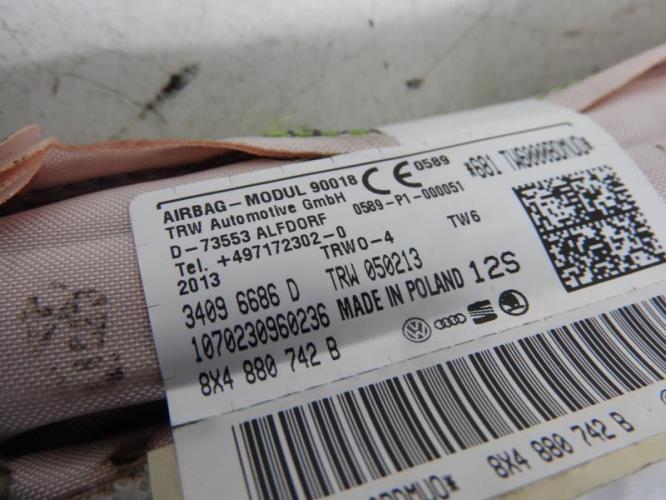 AIRBAG-MODUL 90018 CE 0589
TRW Automotive GmbH 0589-P1-000051
D-73553 ALFDORF
Tel. +497172302-0 TW6
2013 TRWO-4
3409 6686 D TRW 050213
1070230960236 MADE IN POLAND 12S
8X4 880 742 B
8X4 880 742 B